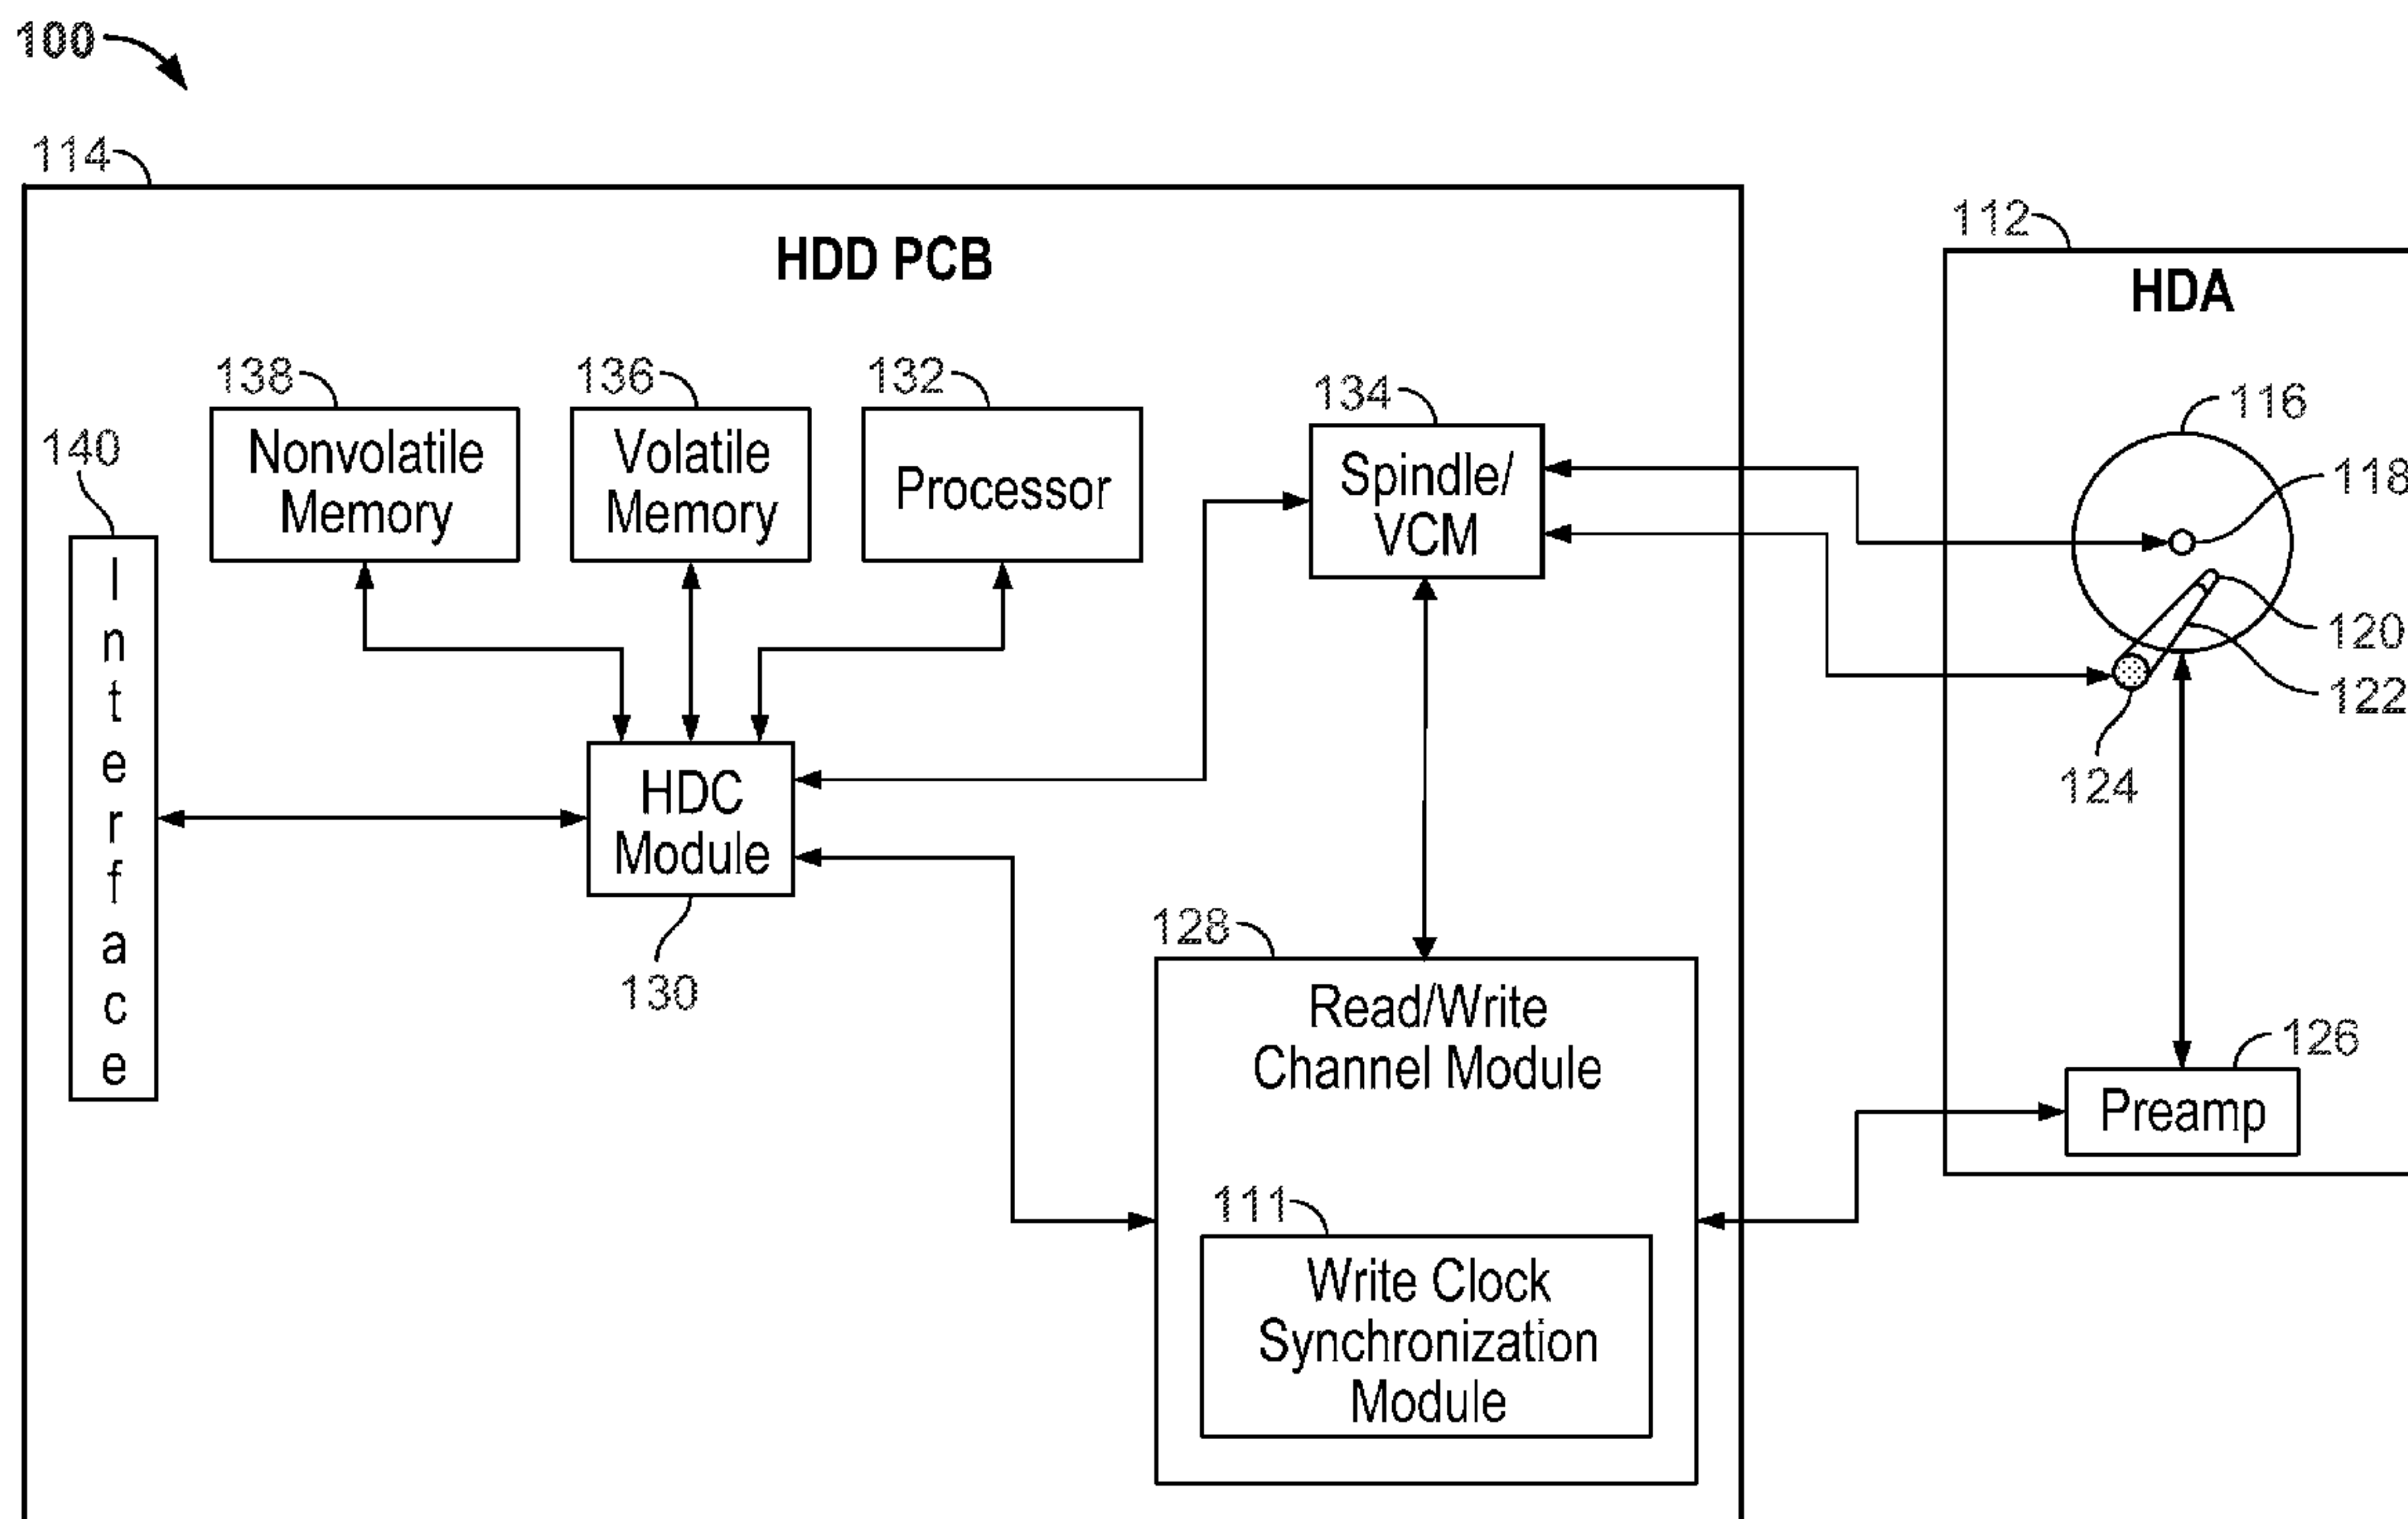 100
114
HDD PCB
112
HDA
138
136
132
134
116
140
Nonvolatile
Memory
Volatile
Memory
Processor
Spindle/
VCM
118
120
122
124
I
n
t
e
r
f
a
c
e
HDC
Module
130
128
Read/Write
Channel Module
126
Preamp
111
Write Clock
Synchronization
Module